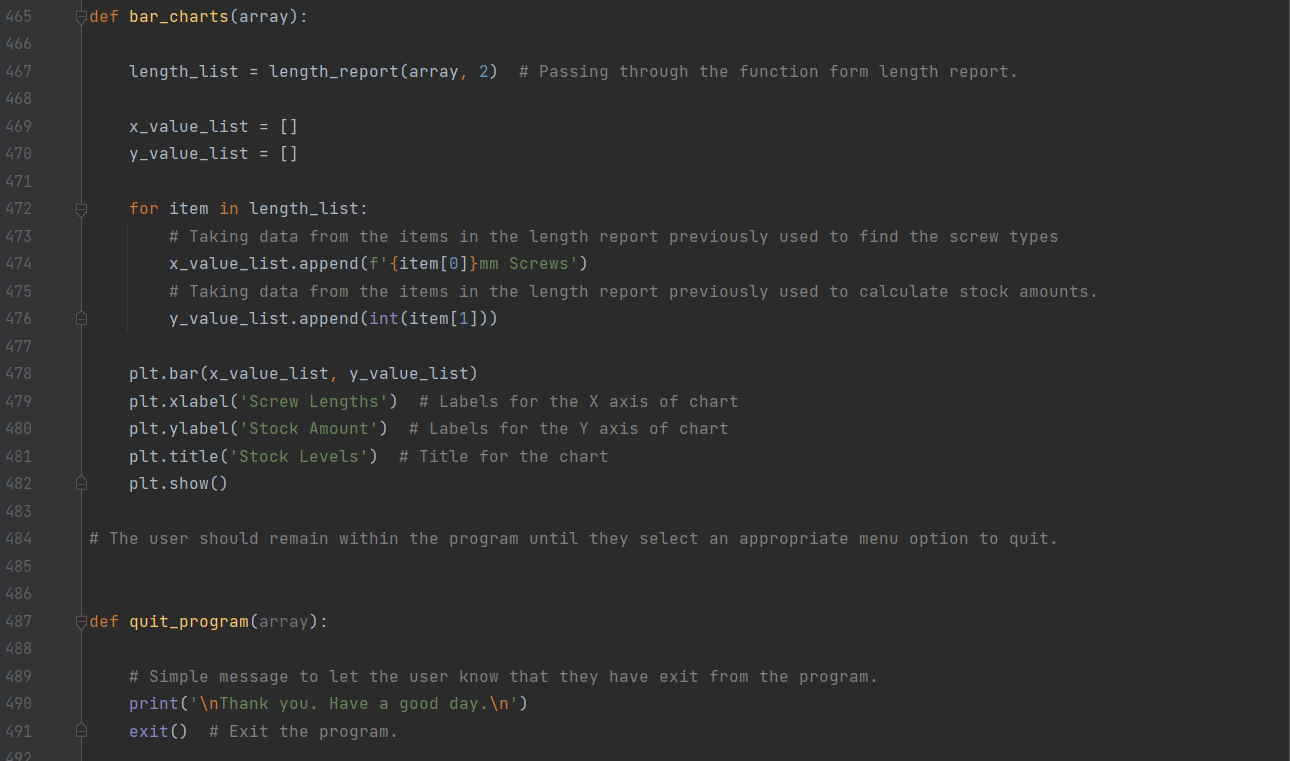 465 def bar_charts(array):
466
467 length_list = length_report(array, 2)  # Passing through the function form length report.
468
469 x_value_list = []
470 y_value_list = []
471
472 for item in length_list:
473 # Taking data from the items in the length report previously used to find the screw types
474 x_value_list.append(f'{item[0]}mm Screws')
475 # Taking data from the items in the length report previously used to calculate stock amounts.
476 y_value_list.append(int(item[1]))
477
478 plt.bar(x_value_list, y_value_list)
479 plt.xlabel('Screw Lengths')  # Labels for the X axis of chart
480 plt.ylabel('Stock Amount')  # Labels for the Y axis of chart
481 plt.title('Stock Levels')  # Title for the chart
482 plt.show()
483
484 # The user should remain within the program until they select an appropriate menu option to quit.
485
486
487 def quit_program(array):
488
489 # Simple message to let the user know that they have exit from the program.
490 print('\nThank you. Have a good day.\n')
491 exit()  # Exit the program.
492